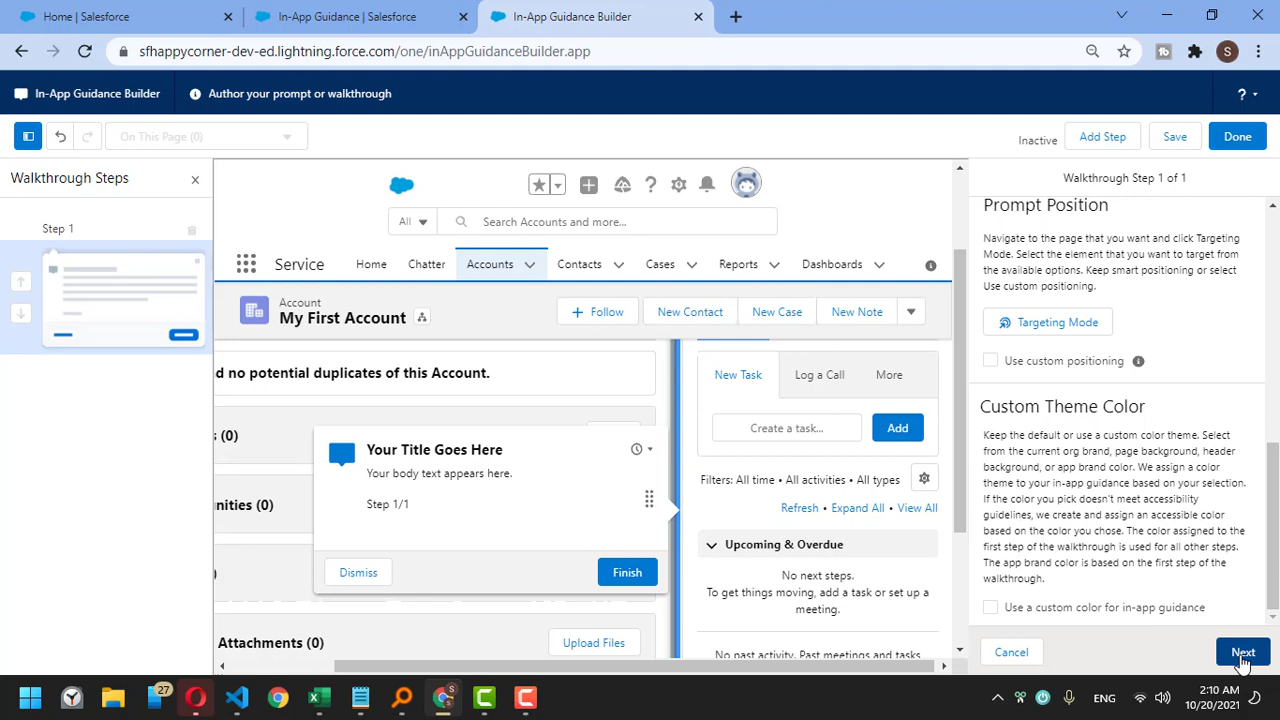 Home | Salesforce
In-App Guidance | Salesforce
In-App Guidance Builder
sfhappycorner-dev-ed.lightning.force.com/one/inAppGuidanceBuilder.app
S
In-App Guidance Builder
Author your prompt or walkthrough
?
On This Page (0)
Inactive
Add Step
Save
Done
Walkthrough Steps
Step 1
All
Search Accounts and more...
Service
Home
Chatter
Accounts
Contacts
Cases
Reports
Dashboards
Account
My First Account
Follow
New Contact
New Case
New Note
d no potential duplicates of this Account.
s (0)
nities (0)
)
Attachments (0)
Upload Files
Your Title Goes Here
Your body text appears here.
Step 1/1
Dismiss
Finish
New Task
Log a Call
More
Create a task...
Add
Filters: All time • All activities • All types
Refresh • Expand All • View All
Upcoming & Overdue
No next steps.
To get things moving, add a task or set up a
meeting.
No past activity. Past meetings and tasks
Walkthrough Step 1 of 1
Prompt Position
Navigate to the page that you want and click Targeting
Mode. Select the element that you want to target from
the available options. Keep smart positioning or select
Use custom positioning.
Targeting Mode
Use custom positioning
Custom Theme Color
Keep the default or use a custom color theme. Select
from the current org brand, page background, header
background, or app brand color. We assign a color
theme to your in-app guidance based on your selection.
If the color you pick doesn't meet accessibility
guidelines, we create and assign an accessible color
based on the color you chose. The color assigned to the
first step of the walkthrough is used for all other steps.
The app brand color is based on the first step of the
walkthrough.
Use a custom color for in-app guidance
Cancel
Next
27
ENG
2:10 AM
10/20/2021